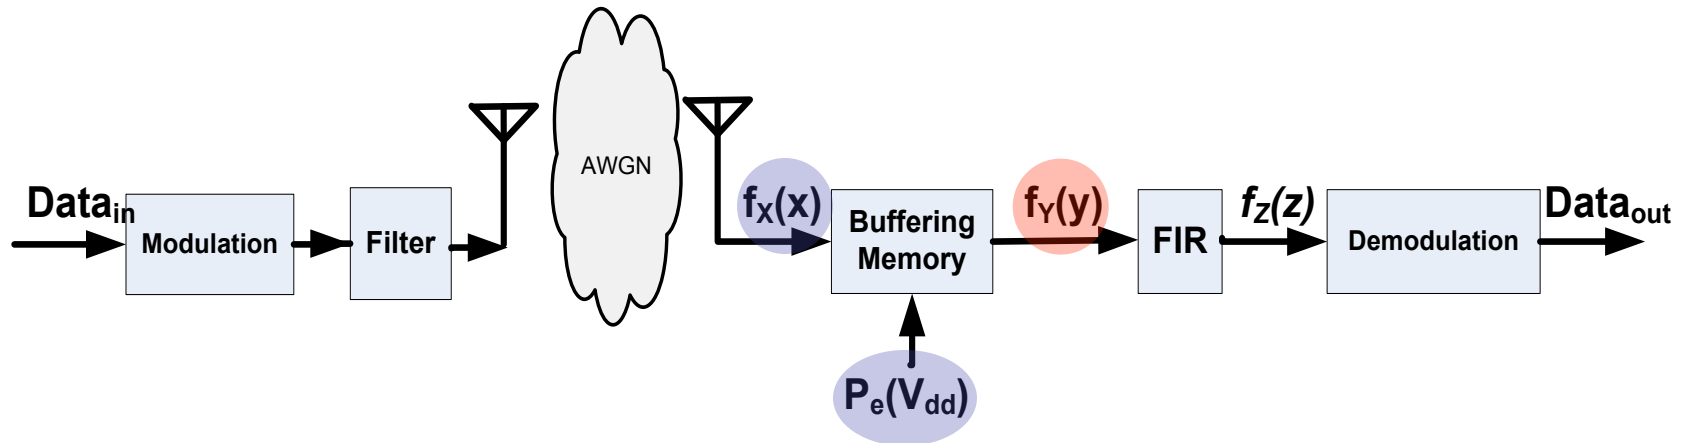 Data_in
Modulation
Filter
AWGN
f_X(x)
Buffering
Memory
P_e(V_dd)
f_Y(y)
FIR
f_Z(z)
Demodulation
Data_out